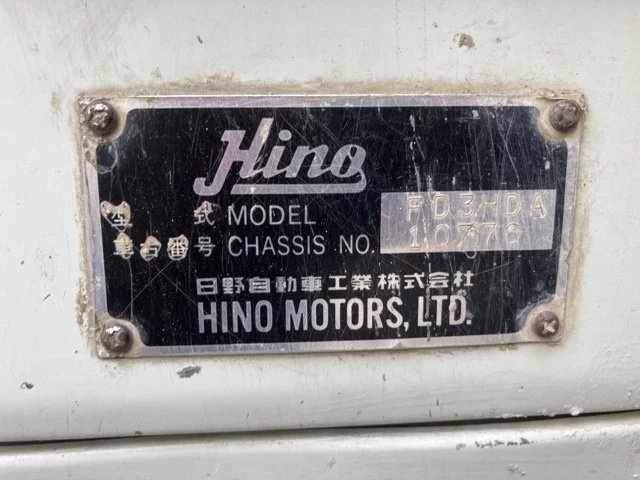 Hino
型式 MODEL FD3HDA
車台番号 CHASSIS NO. 10778
日野自動車工業株式会社
HINO MOTORS, LTD.